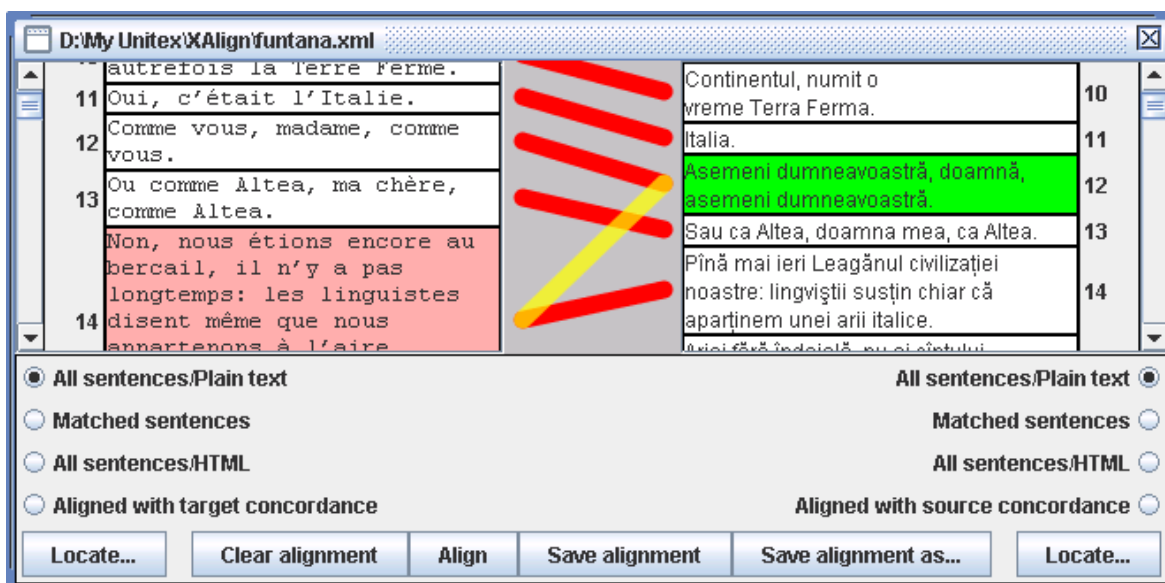 D:\My Unitex\XAlign\funtana.xml
autrefois la Terre Ferme.
11 Oui, c'était l'Italie.
12 Comme vous, madame, comme
vous.
13 Ou comme Altea, ma chère,
comme Altea.
Non, nous étions encore au
bercail, il n'y a pas
longtemps: les linguistes
14 disent même que nous
appartenons à l'aire
Continentul, numit o
vreme Terra Ferma.
10
Italia.
11
Asemeni dumneavoastră, doamnă,
asemeni dumneavoastră.
12
Sau ca Altea, doamna mea, ca Altea.
13
Pînă mai ieri Leagănul civilizației
noastre: lingviștii susțin chiar că
14
aparținem unei arii italice.
All sentences/Plain text
Matched sentences
All sentences/HTML
Aligned with target concordance
All sentences/Plain text
Matched sentences
All sentences/HTML
Aligned with source concordance
Locate...
Clear alignment
Align
Save alignment
Save alignment as...
Locate...